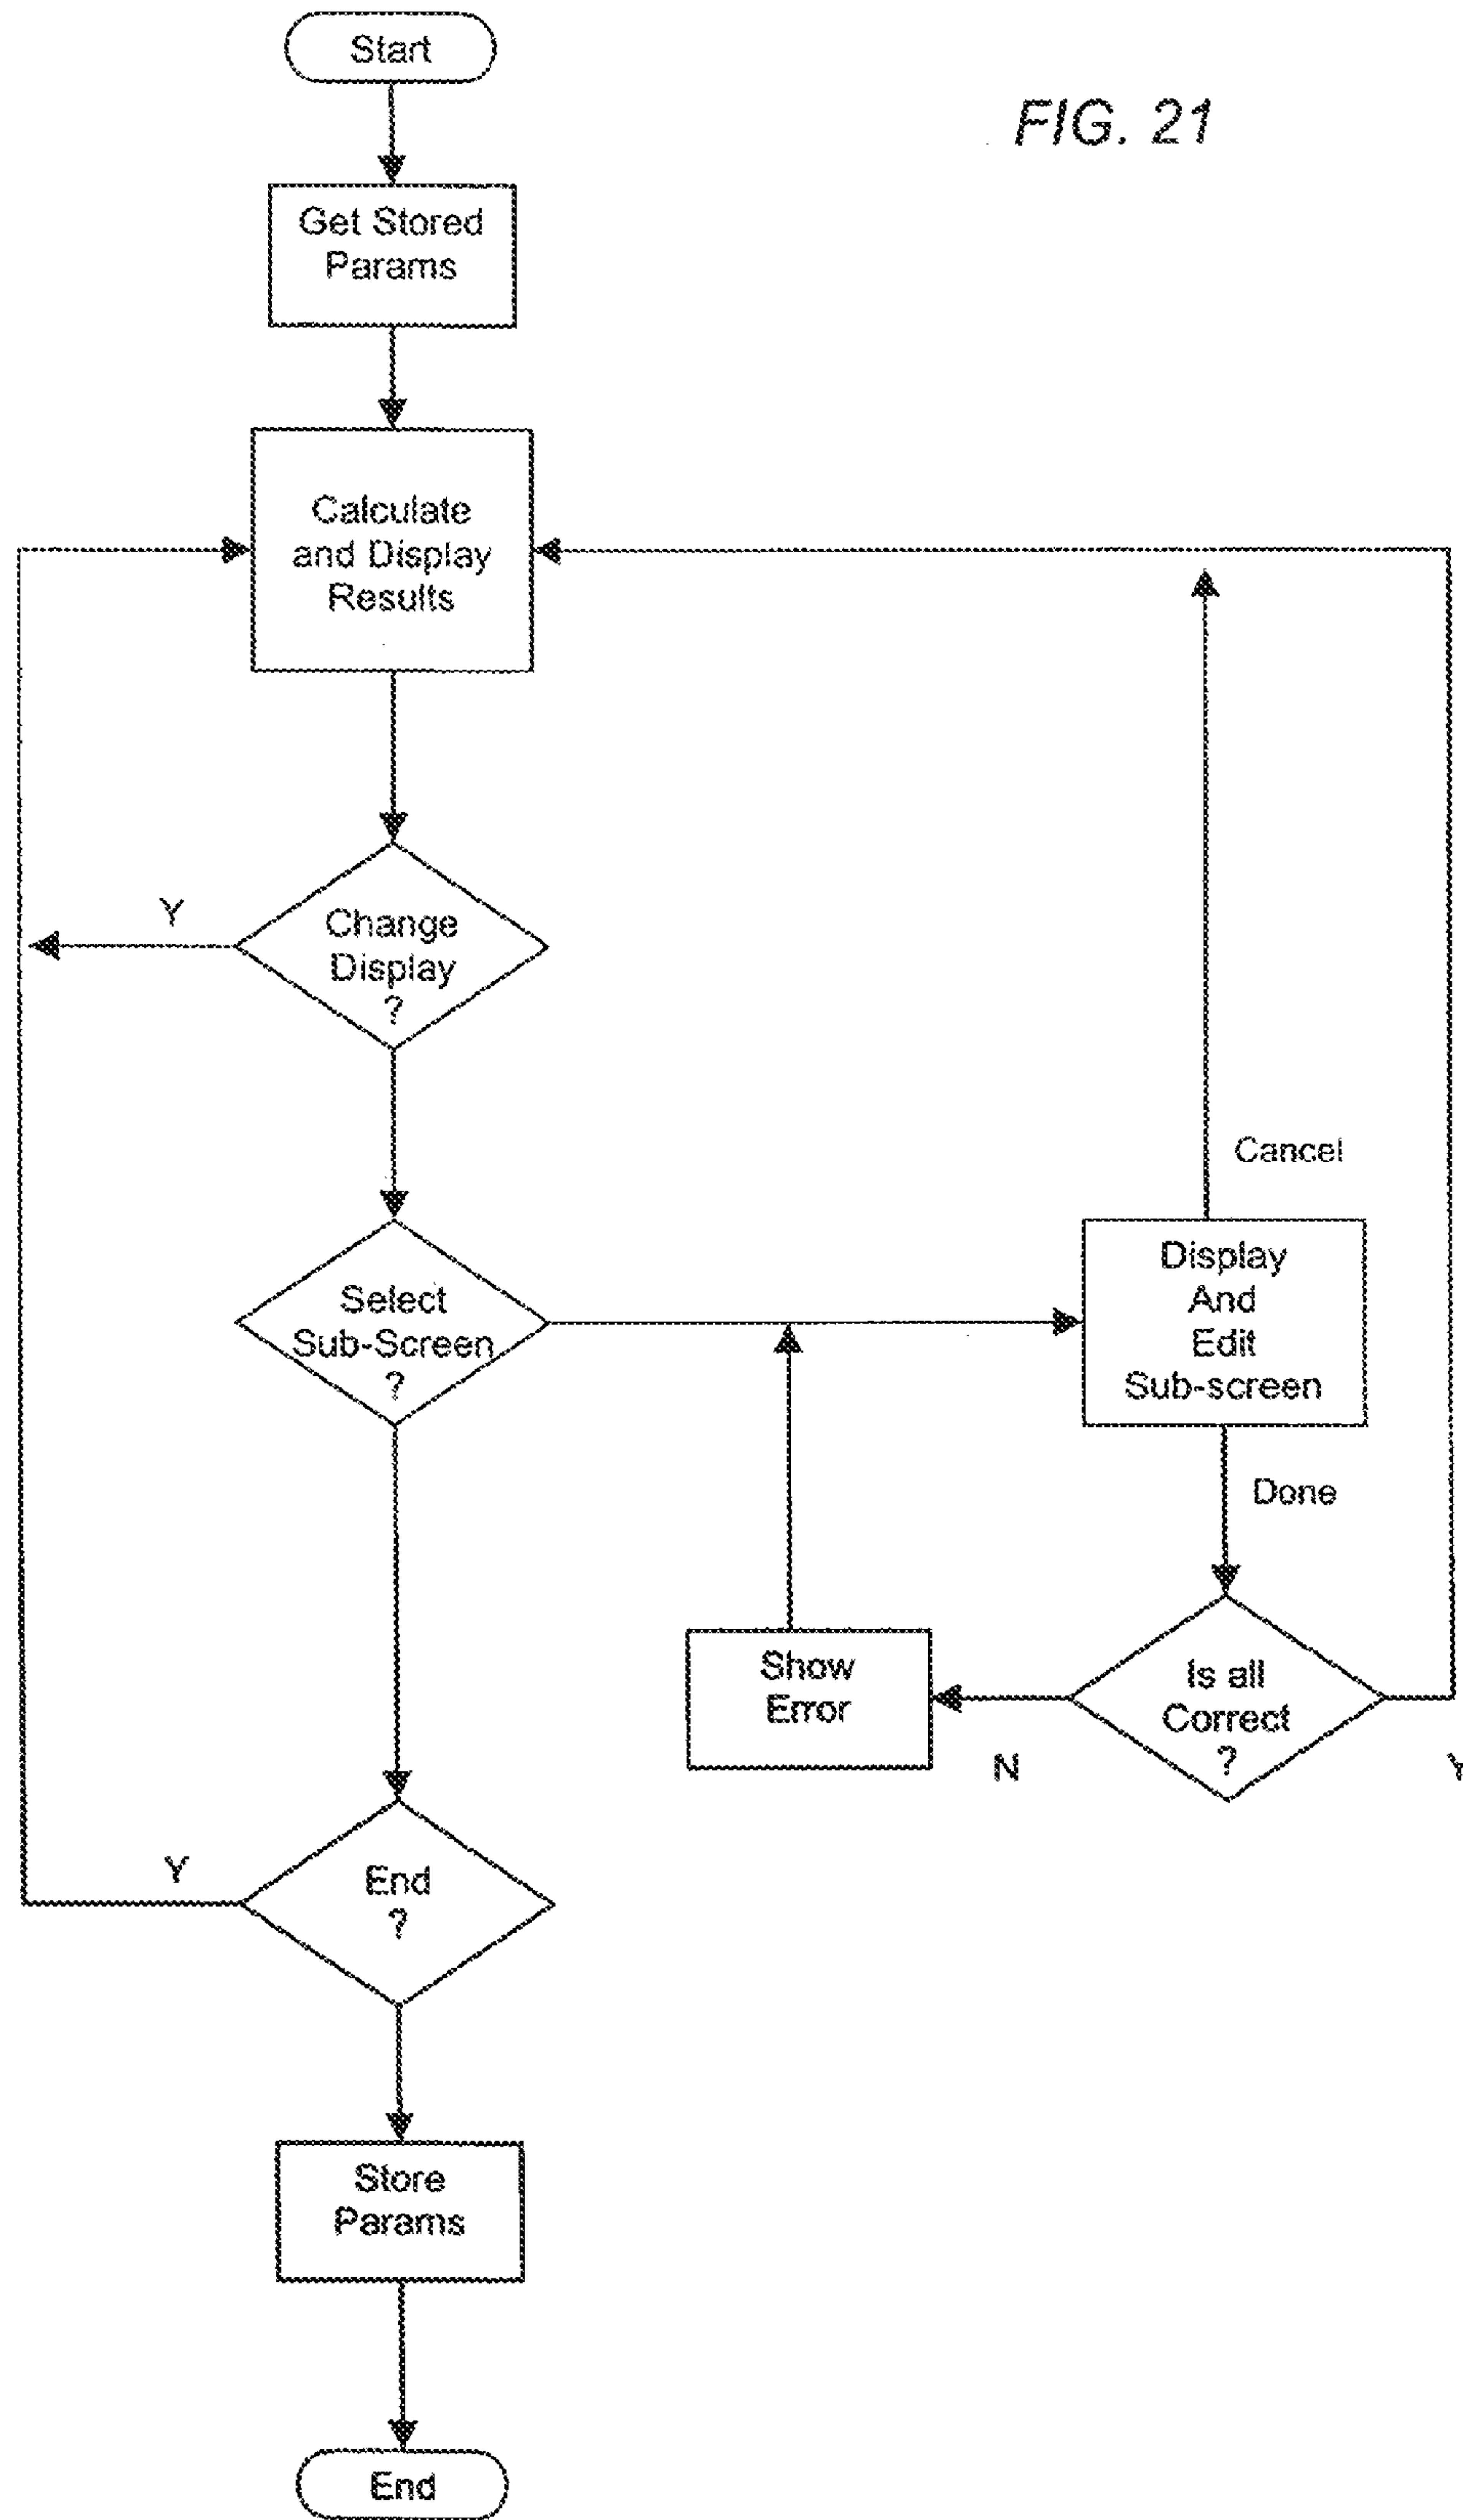 Start
FIG. 21
Get Stored
Params
Calculate
and Display
Results
Y
Change
Display
?
Cancel
Select
Sub-Screen
?
Display
And
Edit
Sub-screen
Done
Show
Error
Is all
Correct
?
N
Y
Y
End
?
Store
Params
End